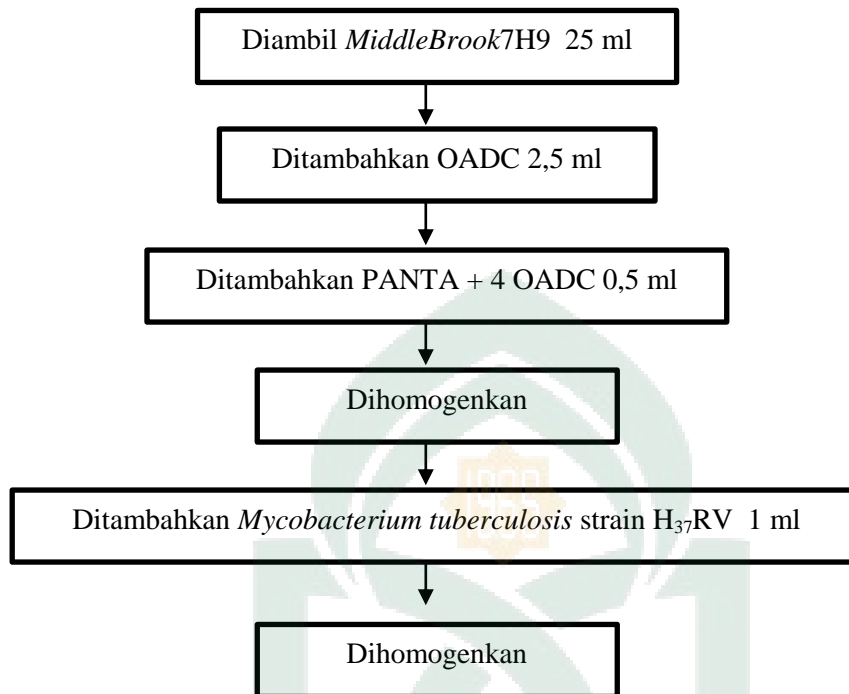 Diambil MiddleBrook7H9 25 ml
Ditambahkan OADC 2,5 ml
Ditambahkan PANTA + 4 OADC 0,5 ml
Dihomogenkan
Ditambahkan Mycobacterium tuberculosis strain H₃₇RV 1 ml
Dihomogenkan